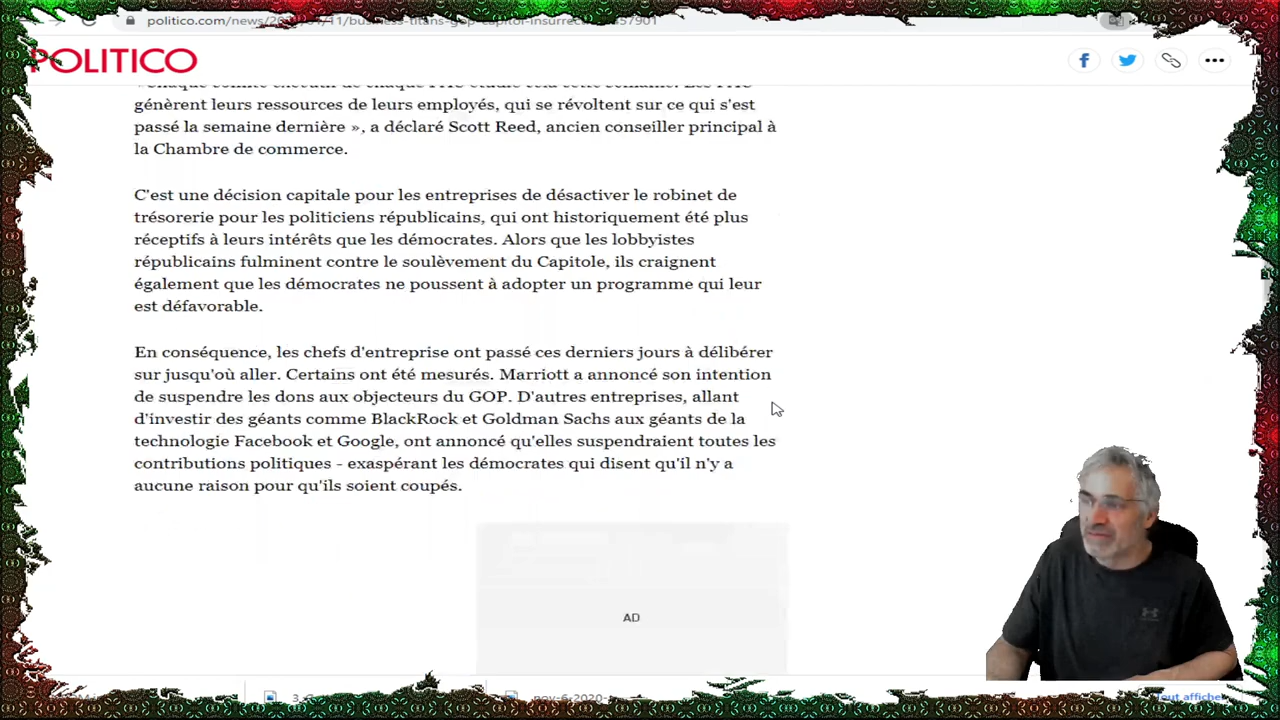 politico.com/news/20
POLITICO
génèrent leurs ressources de leurs employés, qui se révoltent sur ce qui s'est
passé la semaine dernière », a déclaré Scott Reed, ancien conseiller principal à
la Chambre de commerce.
C'est une décision capitale pour les entreprises de désactiver le robinet de
trésorerie pour les politiciens républicains, qui ont historiquement été plus
réceptifs à leurs intérêts que les démocrates. Alors que les lobbyistes
républicains fulminent contre le soulèvement du Capitole, ils craignent
également que les démocrates ne poussent à adopter un programme qui leur
est défavorable.
En conséquence, les chefs d'entreprise ont passé ces derniers jours à délibérer
sur jusqu'où aller. Certains ont été mesurés. Marriott a annoncé son intention
de suspendre les dons aux objecteurs du GOP. D'autres entreprises, allant
d'investir des géants comme BlackRock et Goldman Sachs aux géants de la
technologie Facebook et Google, ont annoncé qu'elles suspendraient toutes les
contributions politiques - exaspérant les démocrates qui disent qu'il n'y a
aucune raison pour qu'ils soient coupés.
AD
nov-6-2020-